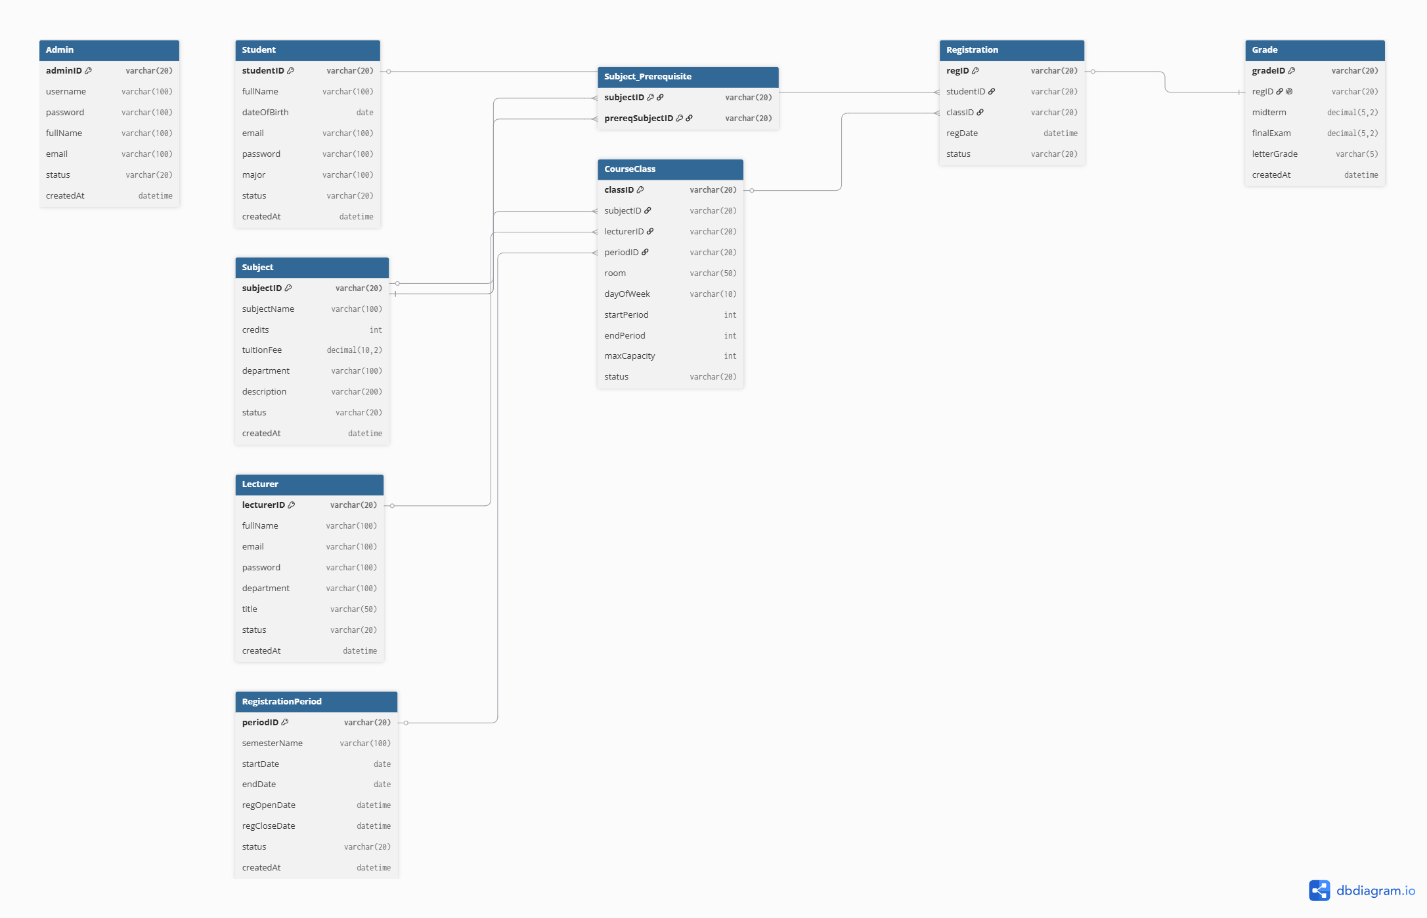 Admin
adminID varchar(20)
username varchar(100)
password varchar(100)
fullName varchar(100)
email varchar(100)
status varchar(20)
createdAt datetime
Student
studentID varchar(20)
fullName varchar(100)
dateOfBirth date
email varchar(100)
password varchar(100)
major varchar(100)
status varchar(20)
createdAt datetime
Subject
subjectID varchar(20)
subjectName varchar(100)
credits int
tuitionFee decimal(10,2)
department varchar(100)
description varchar(200)
status varchar(20)
createdAt datetime
Lecturer
lecturerID varchar(20)
fullName varchar(100)
email varchar(100)
password varchar(100)
department varchar(100)
title varchar(50)
status varchar(20)
createdAt datetime
RegistrationPeriod
periodID varchar(20)
semesterName varchar(100)
startDate date
endDate date
regOpenDate datetime
regCloseDate datetime
status varchar(20)
createdAt datetime
Subject_Prerequisite
subjectID varchar(20)
prereqSubjectID varchar(20)
CourseClass
classID varchar(20)
subjectID varchar(20)
lecturerID varchar(20)
periodID varchar(20)
room varchar(50)
dayOfWeek varchar(10)
startPeriod int
endPeriod int
maxCapacity int
status varchar(20)
Registration
regID varchar(20)
studentID varchar(20)
classID varchar(20)
regDate datetime
status varchar(20)
Grade
gradeID varchar(20)
regID varchar(20)
midterm decimal(5,2)
finalExam decimal(5,2)
letterGrade varchar(5)
createdAt datetime
dbdiagram.io